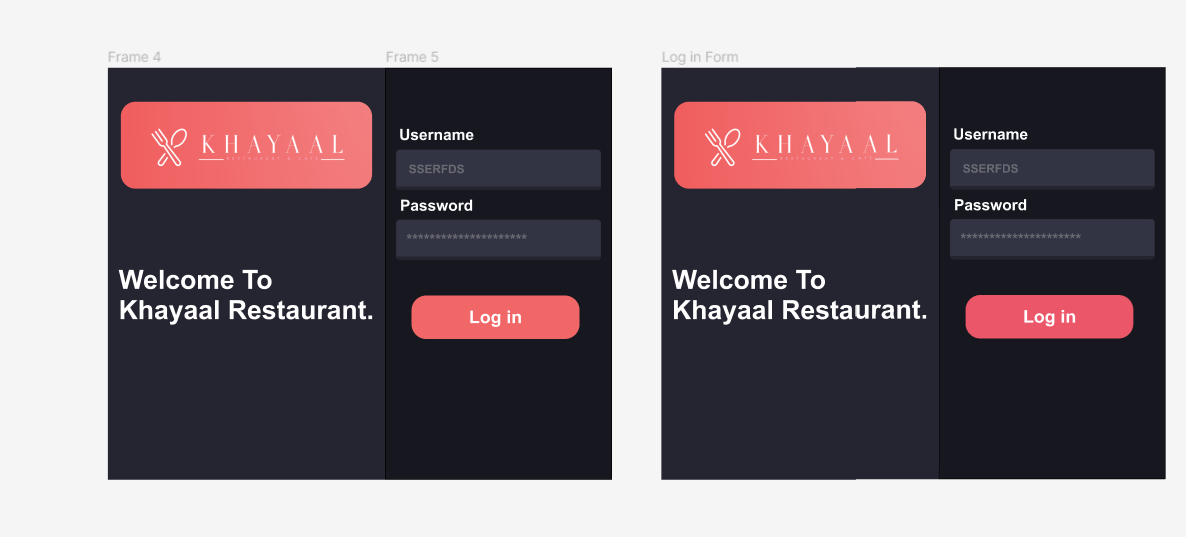 Frame 4
Frame 5
KHAYAAL
RESTAURANT & CAFE
Welcome To
Khayaal Restaurant.
Username
SSERFDS
Password
*********************
Log in
Log in Form
KHAYAAL
RESTAURANT & CAFE
Welcome To
Khayaal Restaurant.
Username
SSERFDS
Password
*********************
Log in